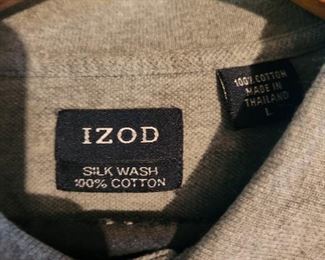 IZOD
SILK WASH
100% COTTON
100% COTTON
MADE IN
THAILAND
L